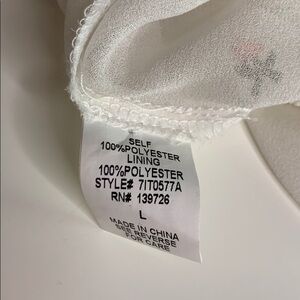 SELF
100%POLYESTER
LINING
100%POLYESTER
STYLE# 7IT0577A
RN# 139726
L
MADE IN CHINA
SEE REVERSE
FOR CARE